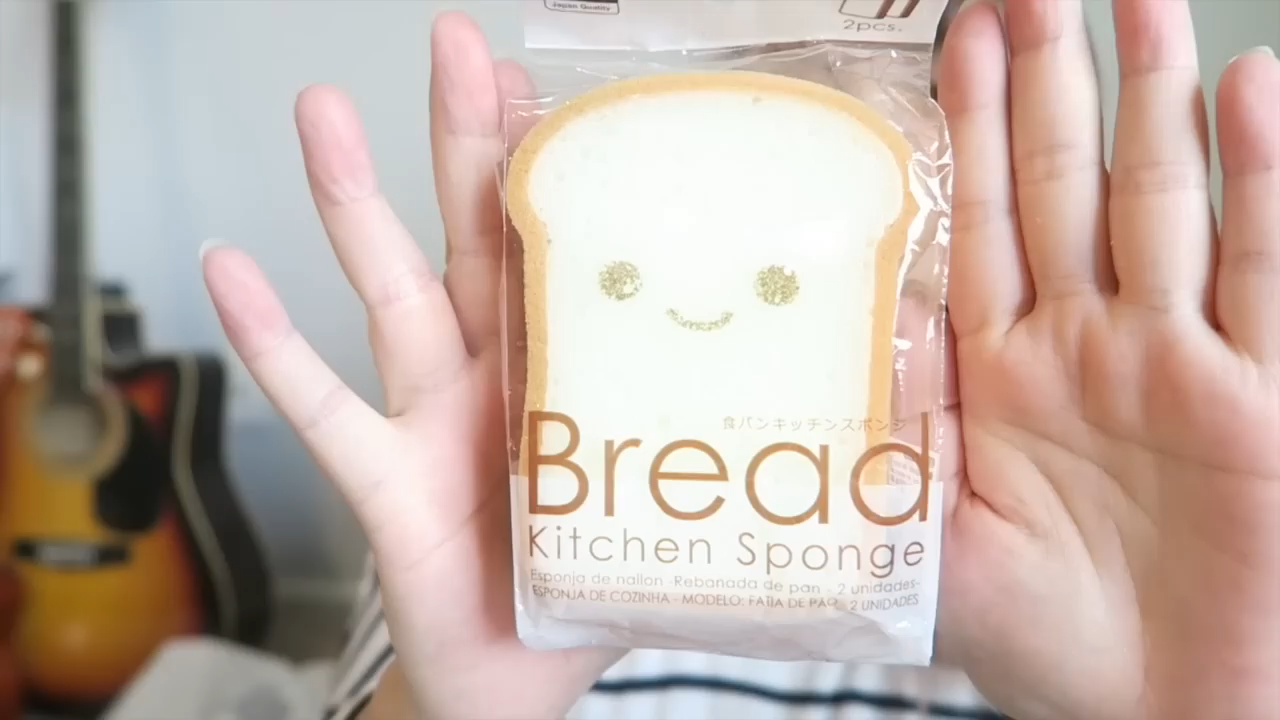 Japan Quality
2pcs.
食パンキッチンスポンジ
Bread
Kitchen Sponge
Esponja de nailon -Rebanada de pan - 2 unidades-
ESPONJA DE COZINHA - MODELO: FATIA DE PÃO 2 UNIDADES